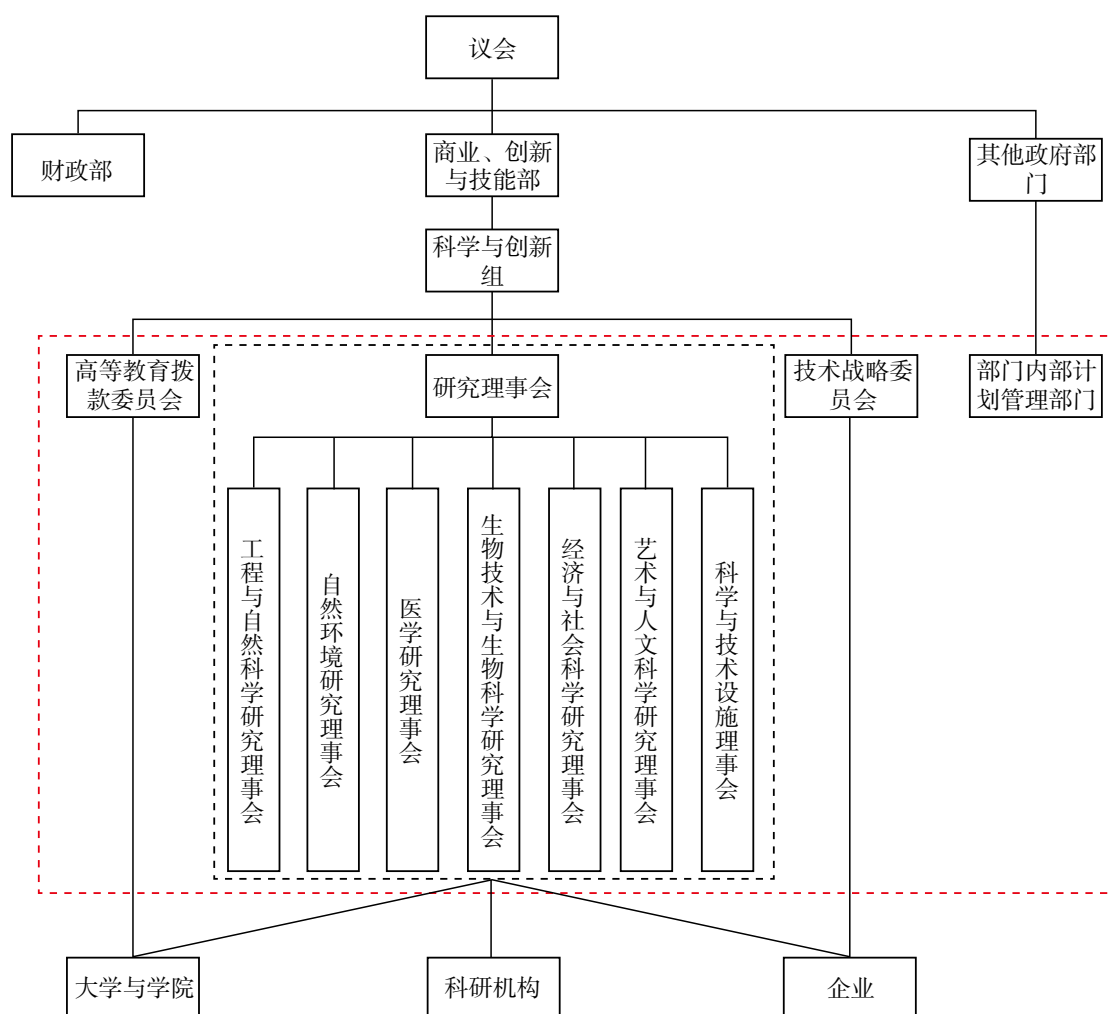 议会
财政部
商业、创新
与技能部
其他政府部
门
科学与创新
组
高等教育拨
款委员会
研究理事会
技术战略委
员会
部门内部计
划管理部门
工程与自然科学研究理事会
自然环境研究理事会
医学研究理事会
生物技术与生物科学研究理事会
经济与社会科学研究理事会
艺术与人文科学研究理事会
科学与技术设施理事会
大学与学院
科研机构
企业